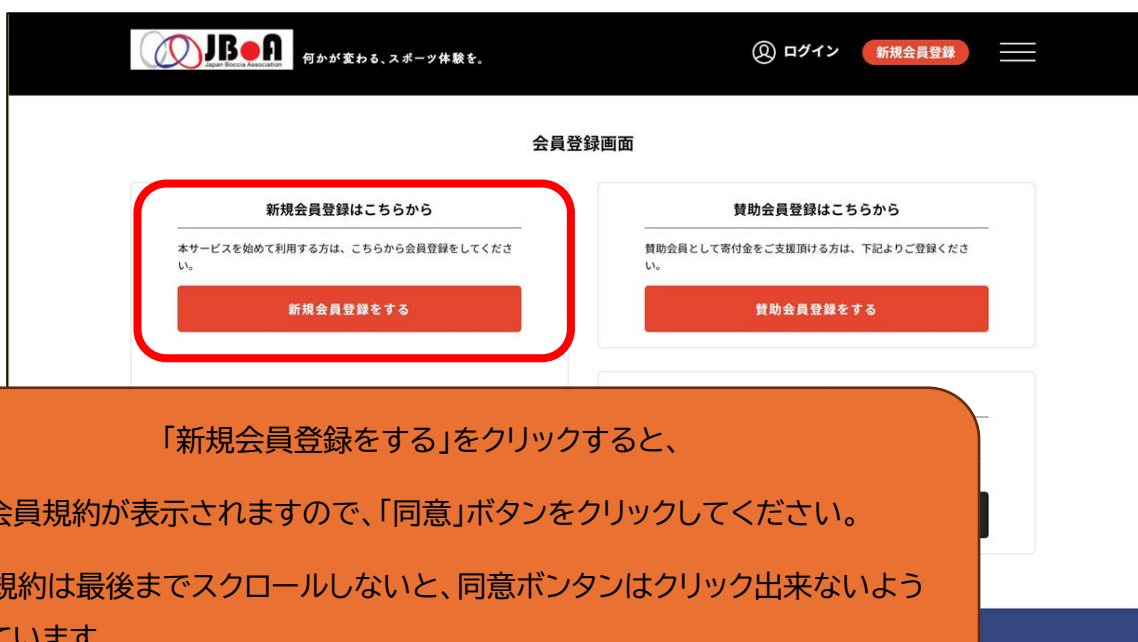 JBoA
Japan Boccia Association
何かが変わる、スポーツ体験を。
ログイン
新規会員登録
会員登録画面
新規会員登録はこちらから
本サービスを始めて利用する方は、こちらから会員登録をしてくださ
い。
新規会員登録をする
賛助会員登録はこちらから
賛助会員として寄付金をご支援頂ける方は、下記よりご登録くださ
い。
賛助会員登録をする
「新規会員登録をする」をクリックすると、
会員規約が表示されますので、「同意」ボタンをクリックしてください。
規約は最後までスクロールしないと、同意ボンタンはクリック出来ないよう
ています。